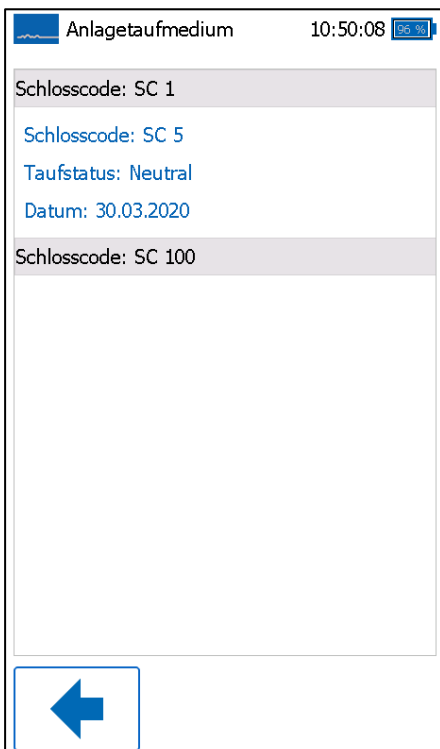 Anlagetaufmedium 10:50:08 96 %
Schlosscode: SC 1
Schlosscode: SC 5
Taufstatus: Neutral
Datum: 30.03.2020
Schlosscode: SC 100